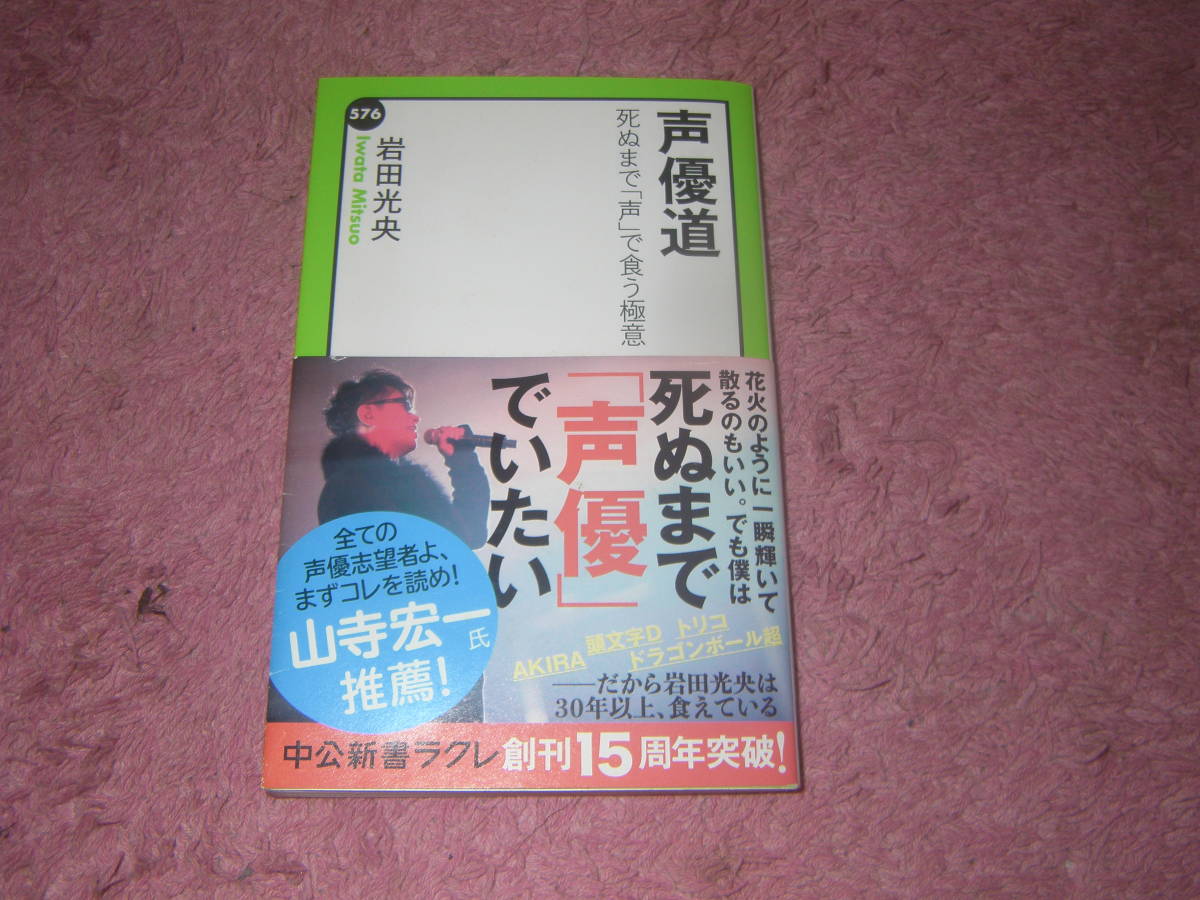 声優道
死ぬまで「声」で食う極意
576
岩田光央
Iwata Mitsuo
花火のように一瞬輝いて
散るのもいい。でも僕は
死ぬまで
「声優」
でいたい
全ての
声優志望者よ、
まずコレを読め!
山寺宏一氏
推薦!
AKIRA 頭文字D トリコ
ドラゴンボール超
――だから岩田光央は
30年以上、食えている
中公新書ラクレ創刊15周年突破!